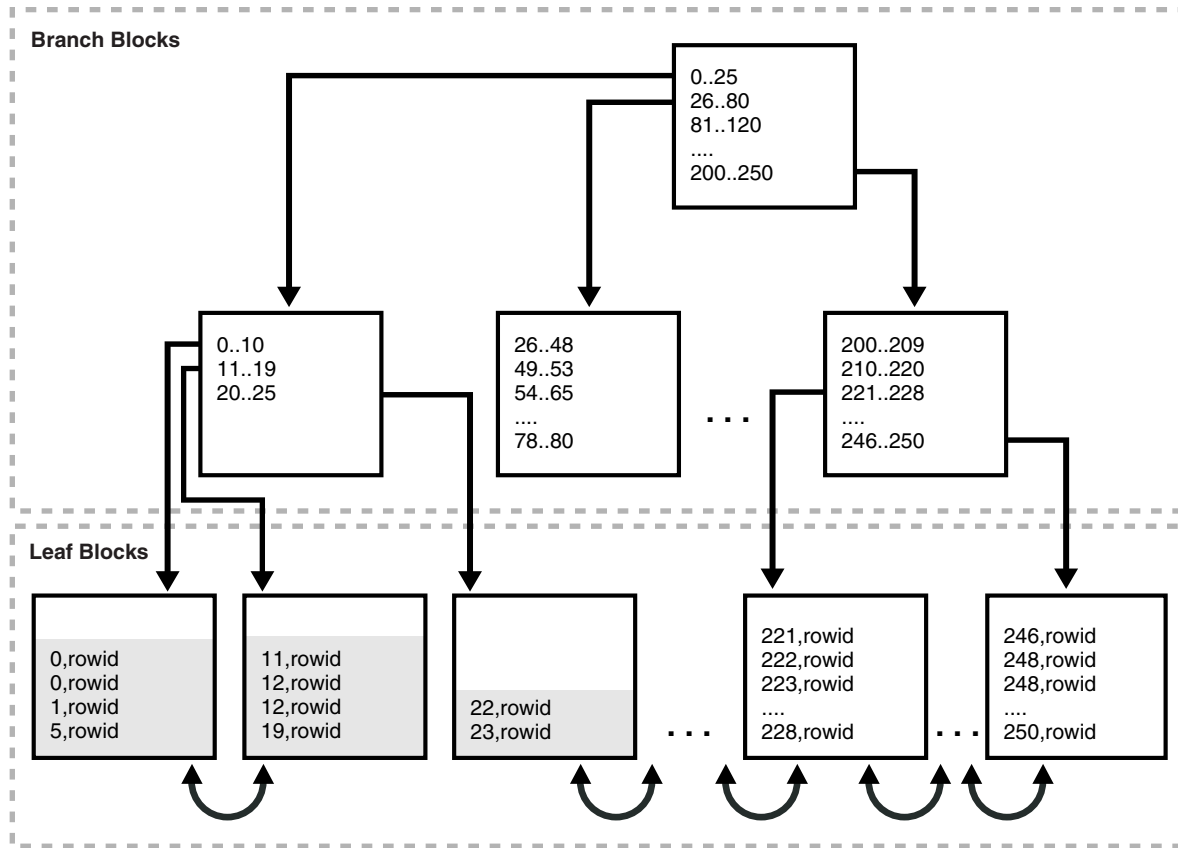 Branch Blocks
0..25
26..80
81..120
....
200..250
0..10
11..19
20..25
26..48
49..53
54..65
....
78..80
...
200..209
210..220
221..228
....
246..250
Leaf Blocks
0,rowid
0,rowid
1,rowid
5,rowid
11,rowid
12,rowid
12,rowid
19,rowid
22,rowid
23,rowid
...
221,rowid
222,rowid
223,rowid
....
228,rowid
...
246,rowid
248,rowid
248,rowid
....
250,rowid